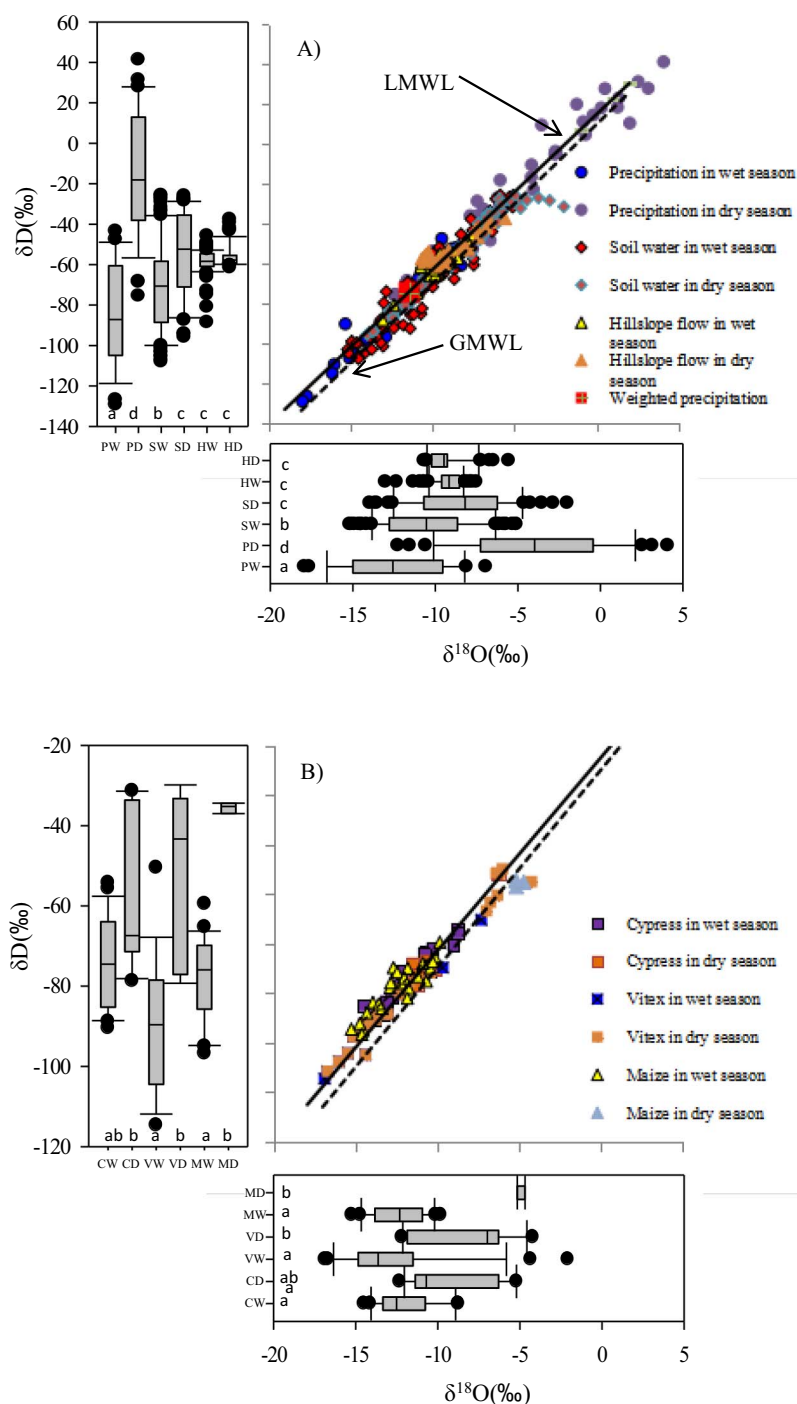 A)
LMWL
GMWL
δD(‰)
60
40
20
0
-20
-40
-60
-80
-100
-120
-140
a d b c c c
PW PD SW SD HW HD
Precipitation in wet season
Precipitation in dry season
Soil water in wet season
Soil water in dry season
Hillslope flow in wet
season
Hillslope flow in dry
season
Weighted precipitation
HD c
HW c
SD c
SW b
PD d
PW a
-20 -15 -10 -5 0 5
δ18O(‰)
B)
δD(‰)
-20
-40
-60
-80
-100
-120
ab b a b a b
CW CD VW VD MW MD
Cypress in wet season
Cypress in dry season
Vitex in wet season
Vitex in dry season
Maize in wet season
Maize in dry season
MD b
MW a
VD b
VW a
CD ab
a
CW a
-20 -15 -10 -5 0 5
δ18O(‰)